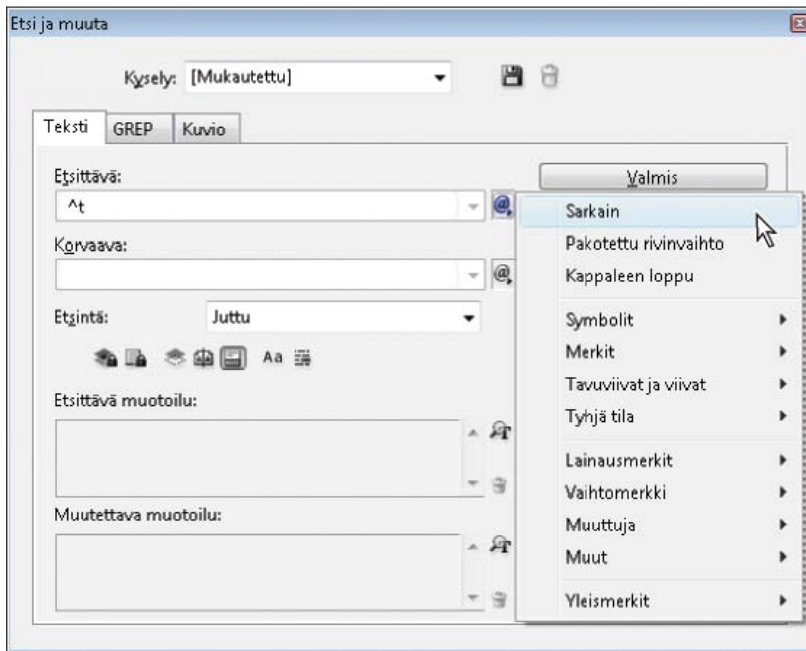 Etsi ja muuta
Kysely: [Mukautettu]
Teksti GREP Kuvio
Etsittävä:
^t
Valmis
Korvaava:
Etsintä: Juttu
Aa
Etsittävä muotoilu:
Muutettava muotoilu:
Sarkain
Pakotettu rivinvaihto
Kappaleen loppu
Symbolit
Merkit
Tavuviivat ja viivat
Tyhjä tila
Lainausmerkit
Vaihtomerkki
Muuttuja
Muut
Yleismerkit